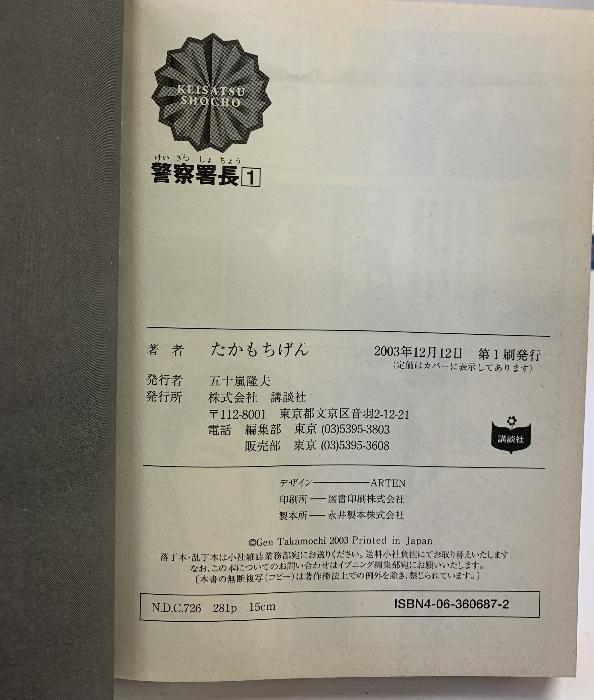 KEISATSU
SHOCHO
けい さつ しょ ちょう
警察署長 1
著者 たかもちげん 2003年12月12日 第1刷発行
(定価はカバーに表示してあります)
発行者 五十嵐隆夫
発行所 株式会社 講談社
〒112-8001 東京都文京区音羽2-12-21
電話 編集部 東京 (03)5395-3803
販売部 東京 (03)5395-3608
講談社
デザイン――――ARTEN
印刷所――図書印刷株式会社
製本所――永井製本株式会社
©Gen Takamochi 2003 Printed in Japan
落丁本・乱丁本は小社雑誌業務部宛にお送りください。送料小社負担にてお取り替えいたします。
なお、この本についてのお問い合わせはイブニング編集部宛にお願いいたします。
〔本書の無断複写(コピー)は著作権法上での例外を除き、禁じられています。〕
N.D.C.726 281p 15cm ISBN4-06-360687-2